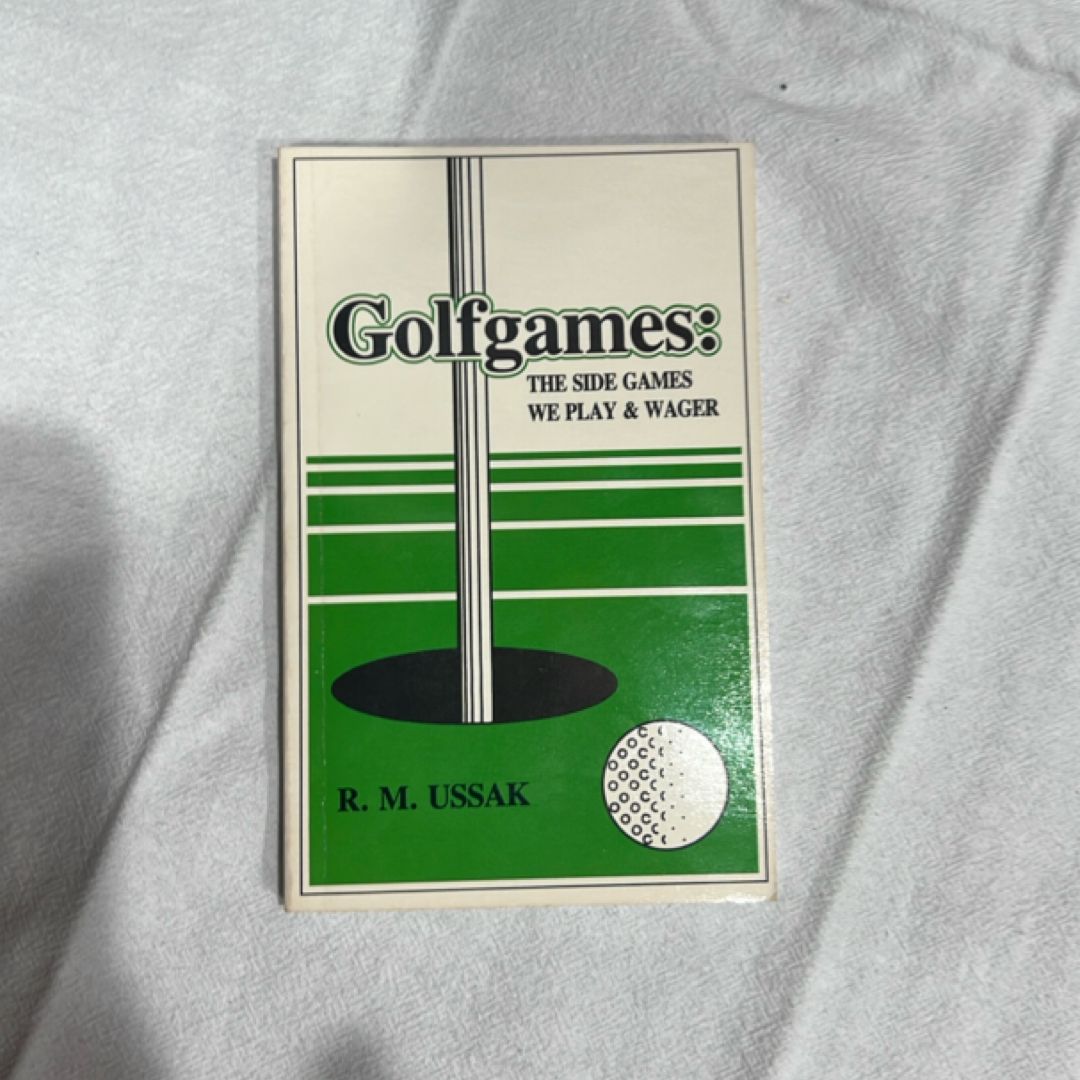 Golfgames:
THE SIDE GAMES
WE PLAY & WAGER
R. M. USSAK